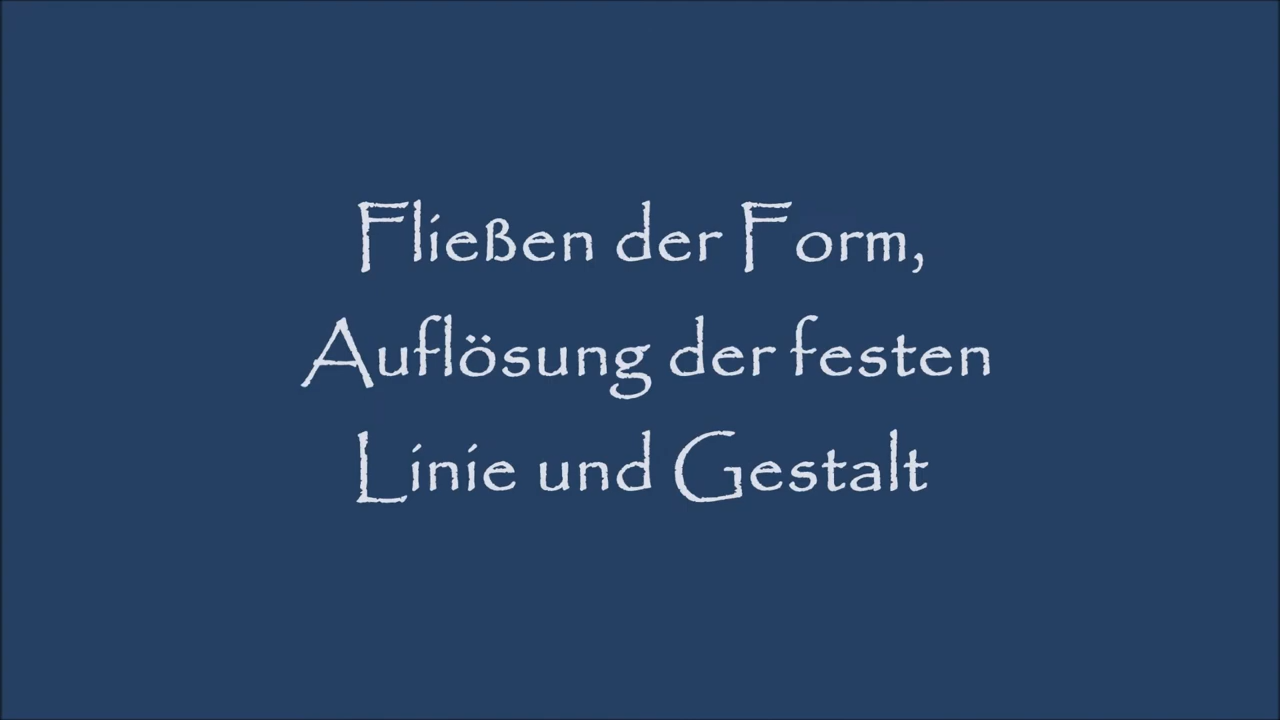 Fließen der Form,
Auflösung der festen
Linie und Gestalt